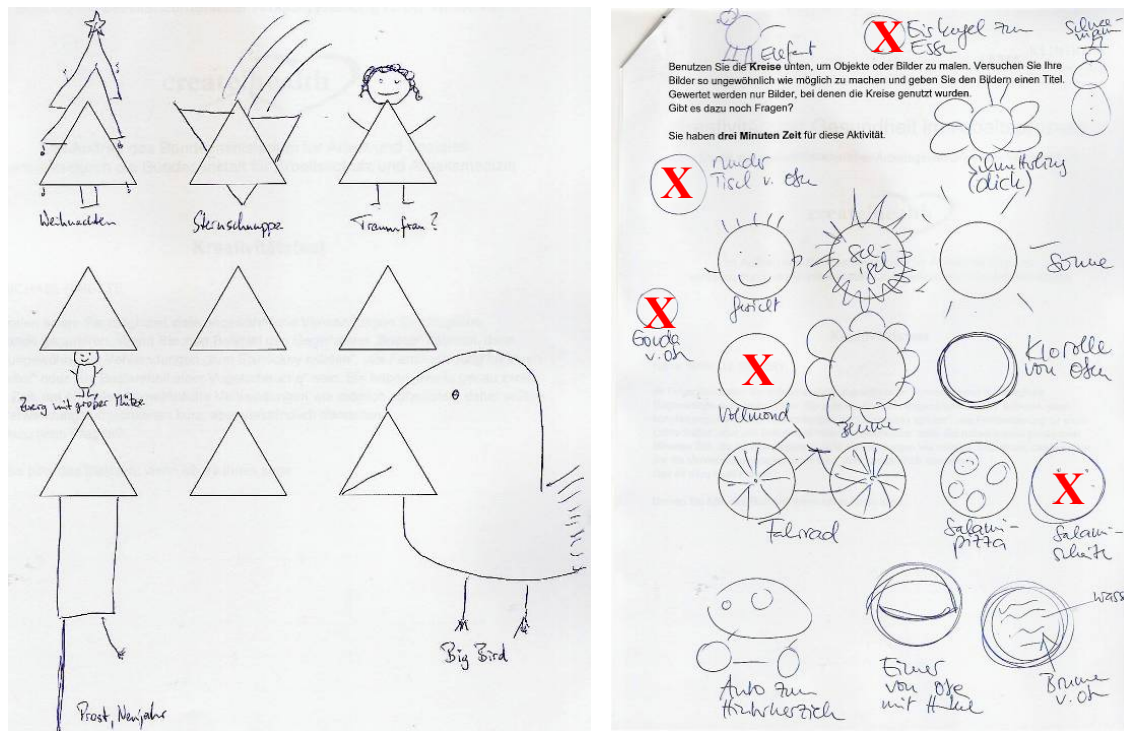 Weihnachten
Sternschnuppe
Traumfrau?
Zwerg mit großer Mütze
Prost, Neujahr
Big Bird
Elefant
X
Eiskugel zum
Essen
Schnee-
mann
Benutzen Sie die Kreise unten, um Objekte oder Bilder zu malen. Versuchen Sie Ihre
Bilder so ungewöhnlich wie möglich zu machen und geben Sie den Bildern einen Titel.
Gewertet werden nur Bilder, bei denen die Kreise genutzt wurden.
Gibt es dazu noch Fragen?
Sie haben drei Minuten Zeit für diese Aktivität.
X
runder
Tisch v. oben
Schmetterling
(dick)
Gesicht
Igel
Sonne
X
Gouda
v. oben
X
Vollmond
Blume
Klorolle
von oben
Fahrrad
Salami-
pizza
X
Salami-
scheibe
Auto zum
Hinterherziehen
Eimer
von oben
mit Henkel
Wasser
Brunnen
v. oben